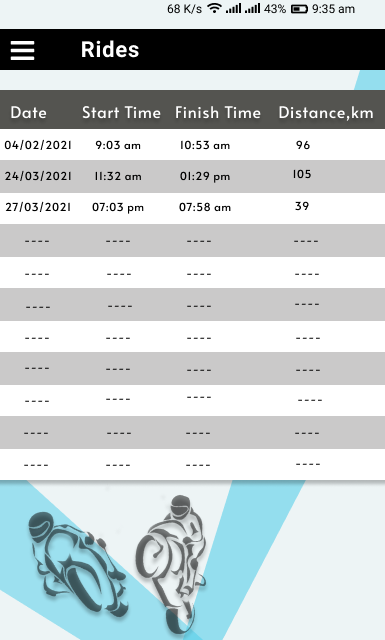 68 K/s 43% 9:35 am
Rides
Date Start Time Finish Time Distance,km
04/02/2021 9:03 am 10:53 am 96
24/03/2021 11:32 am 01:29 pm 105
27/03/2021 07:03 pm 07:58 am 39
---- ---- ---- ----
---- ---- ---- ----
---- ---- ---- ----
---- ---- ---- ----
---- ---- ---- ----
---- ---- ---- ----
---- ---- ---- ----
---- ---- ---- ----